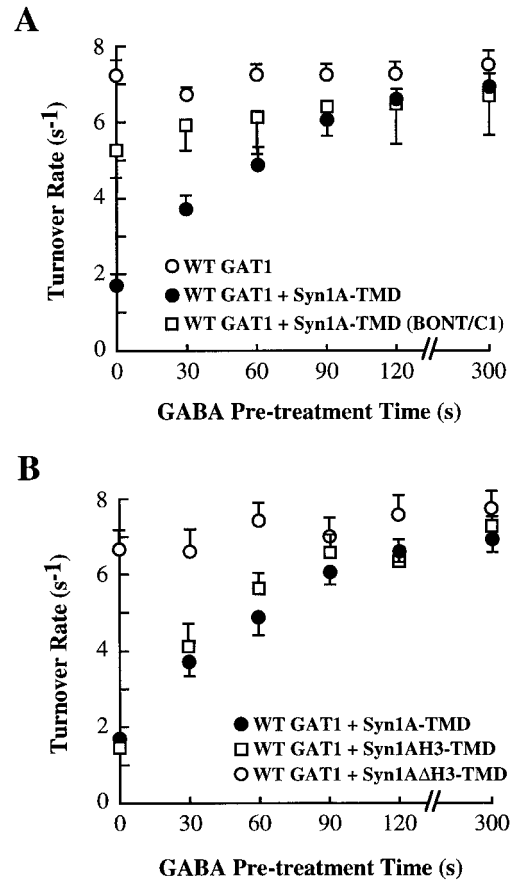 A
Turnover Rate (s-1)
8
6
4
2
0
WT GAT1
WT GAT1 + Syn1A-TMD
WT GAT1 + Syn1A-TMD (BONT/C1)
0 30 60 90 120 300
GABA Pre-treatment Time (s)
B
Turnover Rate (s-1)
8
6
4
2
0
WT GAT1 + Syn1A-TMD
WT GAT1 + Syn1AH3-TMD
WT GAT1 + Syn1AΔH3-TMD
0 30 60 90 120 300
GABA Pre-treatment Time (s)